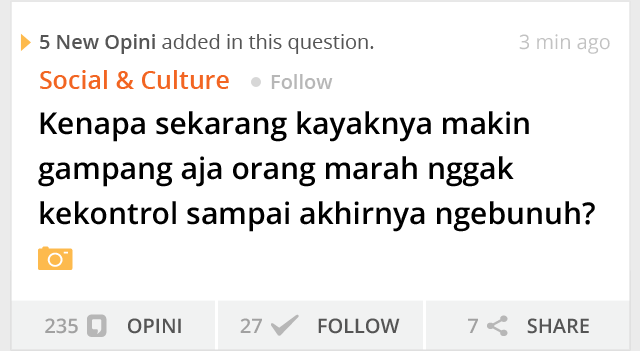 5 New Opini added in this question. 3 min ago
Social & Culture Follow
Kenapa sekarang kayaknya makin
gampang aja orang marah nggak
kekontrol sampai akhirnya ngebunuh?
235 OPINI 27 FOLLOW 7 SHARE